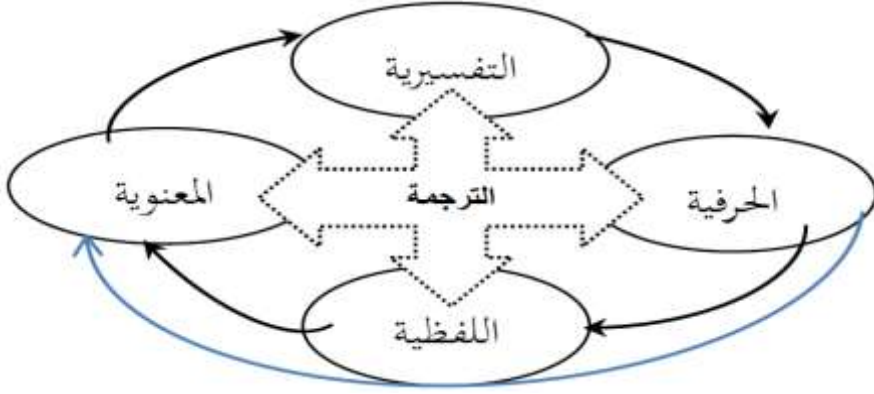 التفسيرية
الحرفية
الترجمة
المعنوية
اللفظية